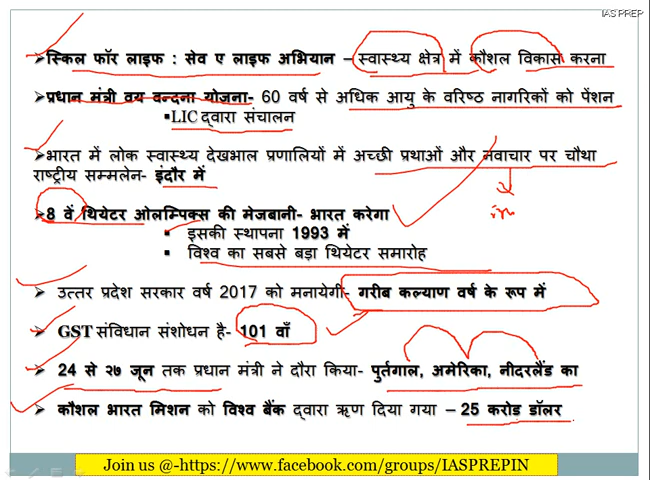 IAS PREP
स्किल फॉर लाइफ : सेव ए लाइफ अभियान – स्वास्थ्य क्षेत्र में कौशल विकास करना
प्रधान मंत्री वय वन्दना योजना- 60 वर्ष से अधिक आयु के वरिष्ठ नागरिकों को पेंशन
LIC द्वारा संचालन
भारत में लोक स्वास्थ्य देखभाल प्रणालियों में अच्छी प्रथाओं और नवाचार पर चौथा
राष्ट्रीय सम्मलेन- इंदौर में
8 वें थियेटर ओलम्पिक्स की मेजबानी- भारत करेगा
इसकी स्थापना 1993 में
विश्व का सबसे बड़ा थियेटर समारोह
उत्तर प्रदेश सरकार वर्ष 2017 को मनायेगी- गरीब कल्याण वर्ष के रूप में
GST संविधान संशोधन है- 101 वाँ
24 से २७ जून तक प्रधान मंत्री ने दौरा किया- पुर्तगाल, अमेरिका, नीदरलैंड का
कौशल भारत मिशन को विश्व बैंक द्वारा ऋण दिया गया – 25 करोड़ डॉलर
Join us @-https://www.facebook.com/groups/IASPREPIN